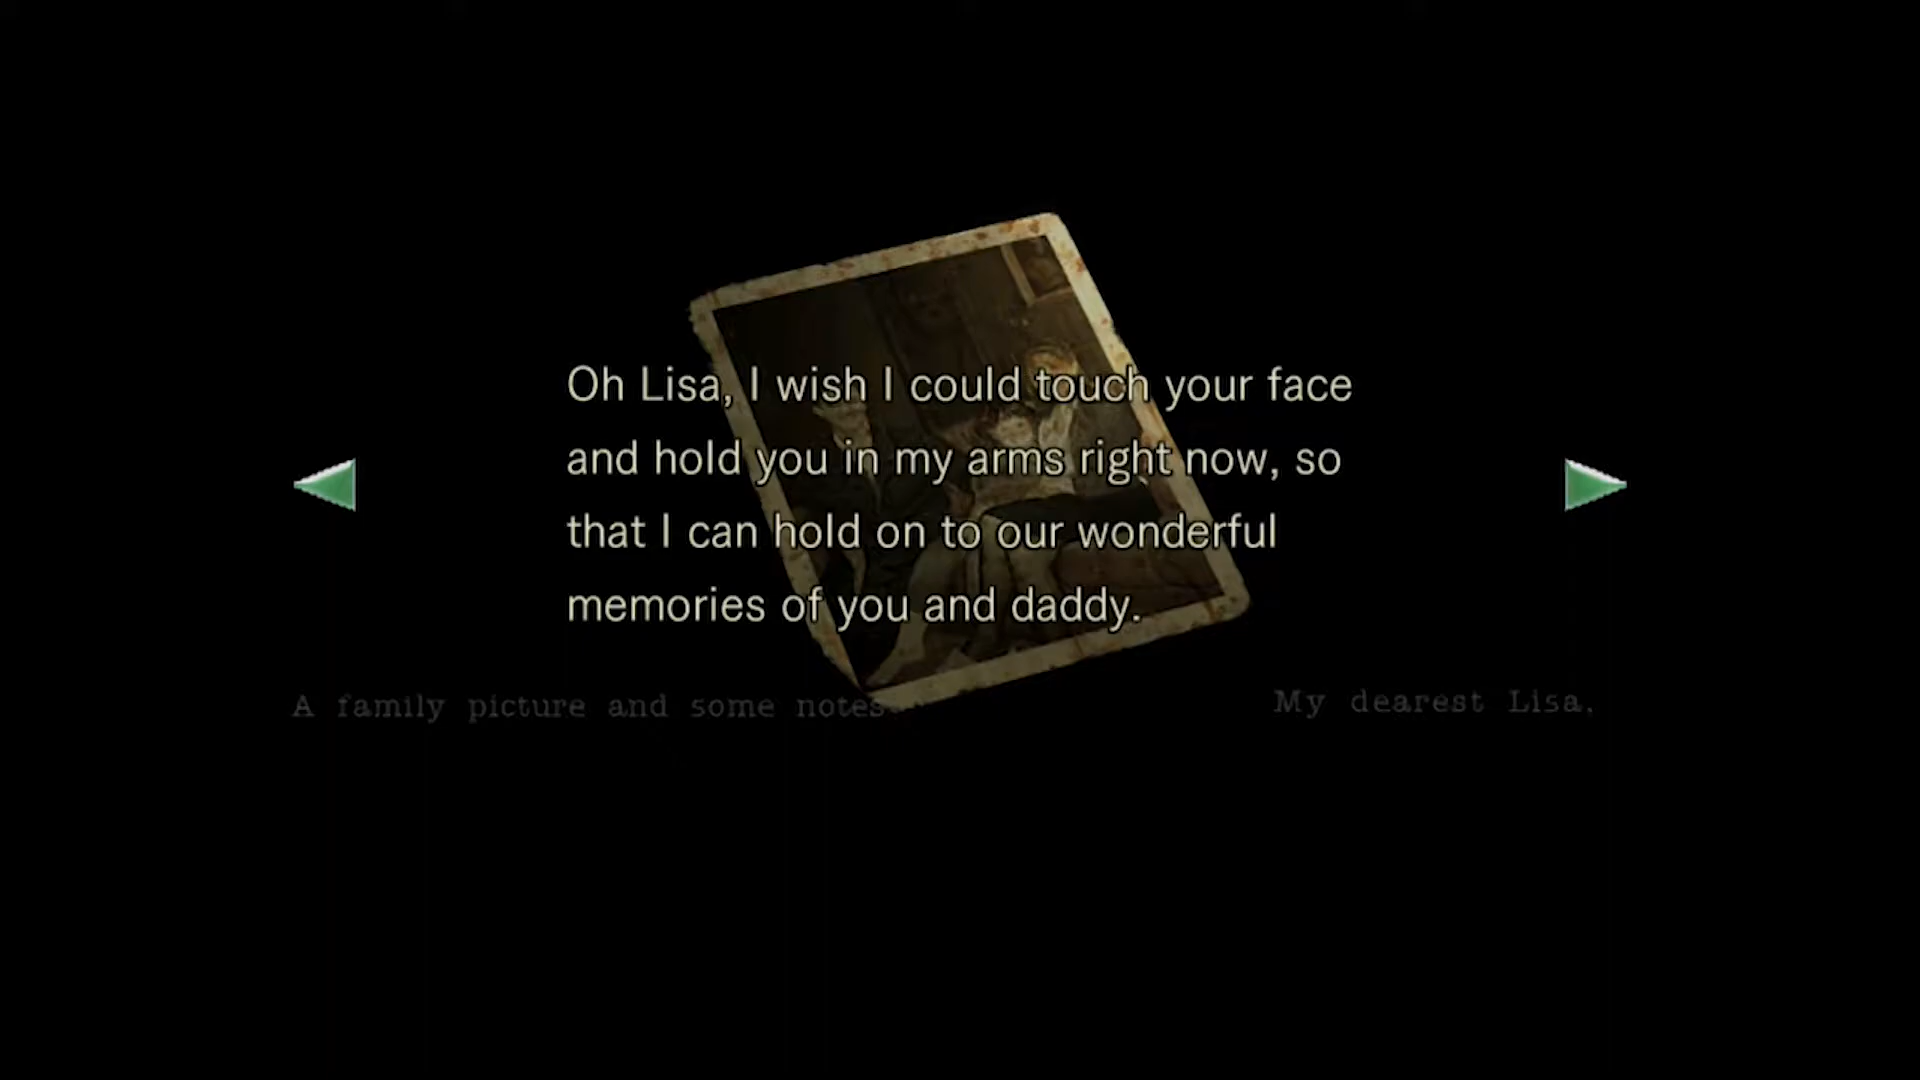 Oh Lisa, I wish I could touch your face
and hold you in my arms right now, so
that I can hold on to our wonderful
memories of you and daddy.
A family picture and some notes
My dearest Lisa,